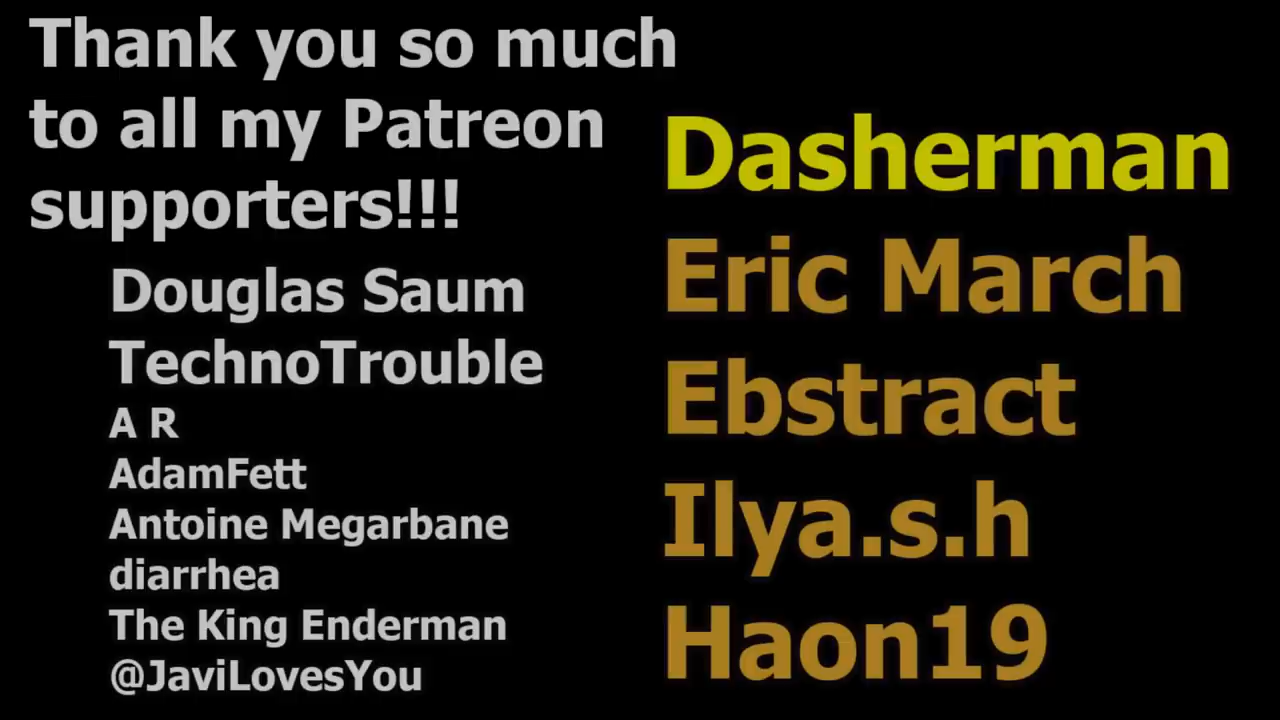 Thank you so much
to all my Patreon
supporters!!!
Douglas Saum
TechnoTrouble
A R
AdamFett
Antoine Megarbane
diarrhea
The King Enderman
@JaviLovesYou
Dasherman
Eric March
Ebstract
Ilya.s.h
Haon19